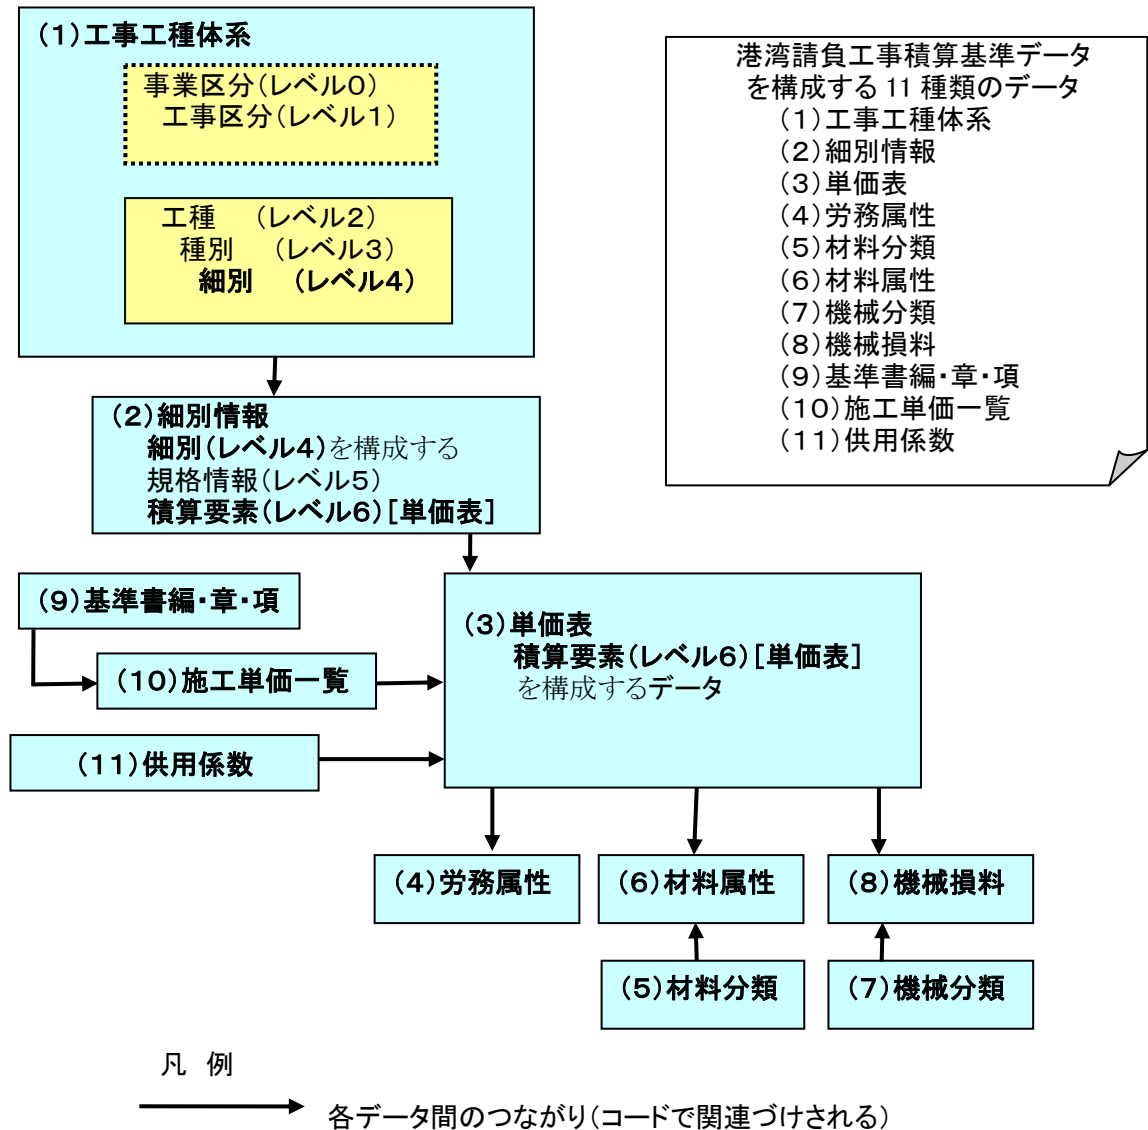 (1)工事工種体系
事業区分(レベル0)
工事区分(レベル1)
工種 (レベル2)
種別 (レベル3)
細別 (レベル4)
港湾請負工事積算基準データ
を構成する 11 種類のデータ
(1)工事工種体系
(2)細別情報
(3)単価表
(4)労務属性
(5)材料分類
(6)材料属性
(7)機械分類
(8)機械損料
(9)基準書編・章・項
(10)施工単価一覧
(11)供用係数
(2)細別情報
細別(レベル4)を構成する
規格情報(レベル5)
積算要素(レベル6)[単価表]
(9)基準書編・章・項
(10)施工単価一覧
(11)供用係数
(3)単価表
積算要素(レベル6)[単価表]
を構成するデータ
(4)労務属性
(6)材料属性
(8)機械損料
(5)材料分類
(7)機械分類
凡 例
各データ間のつながり(コードで関連づけされる)